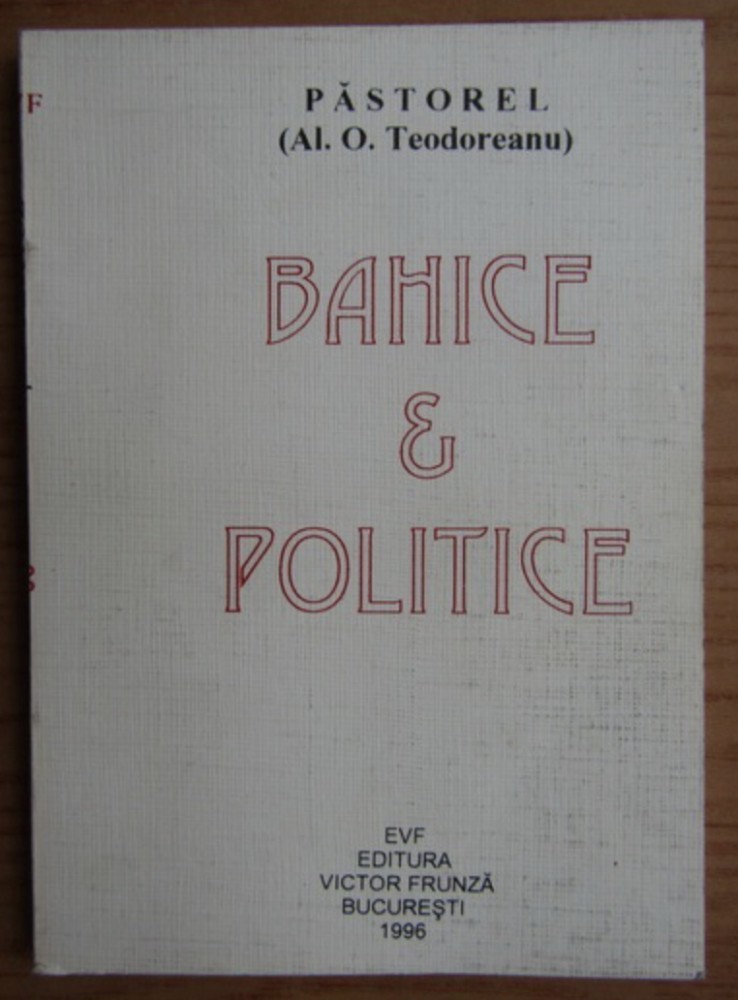 PĂSTOREL
(Al. O. Teodoreanu)
BAHICE
&
POLITICE
EVF
EDITURA
VICTOR FRUNZĂ
BUCUREŞTI
1996